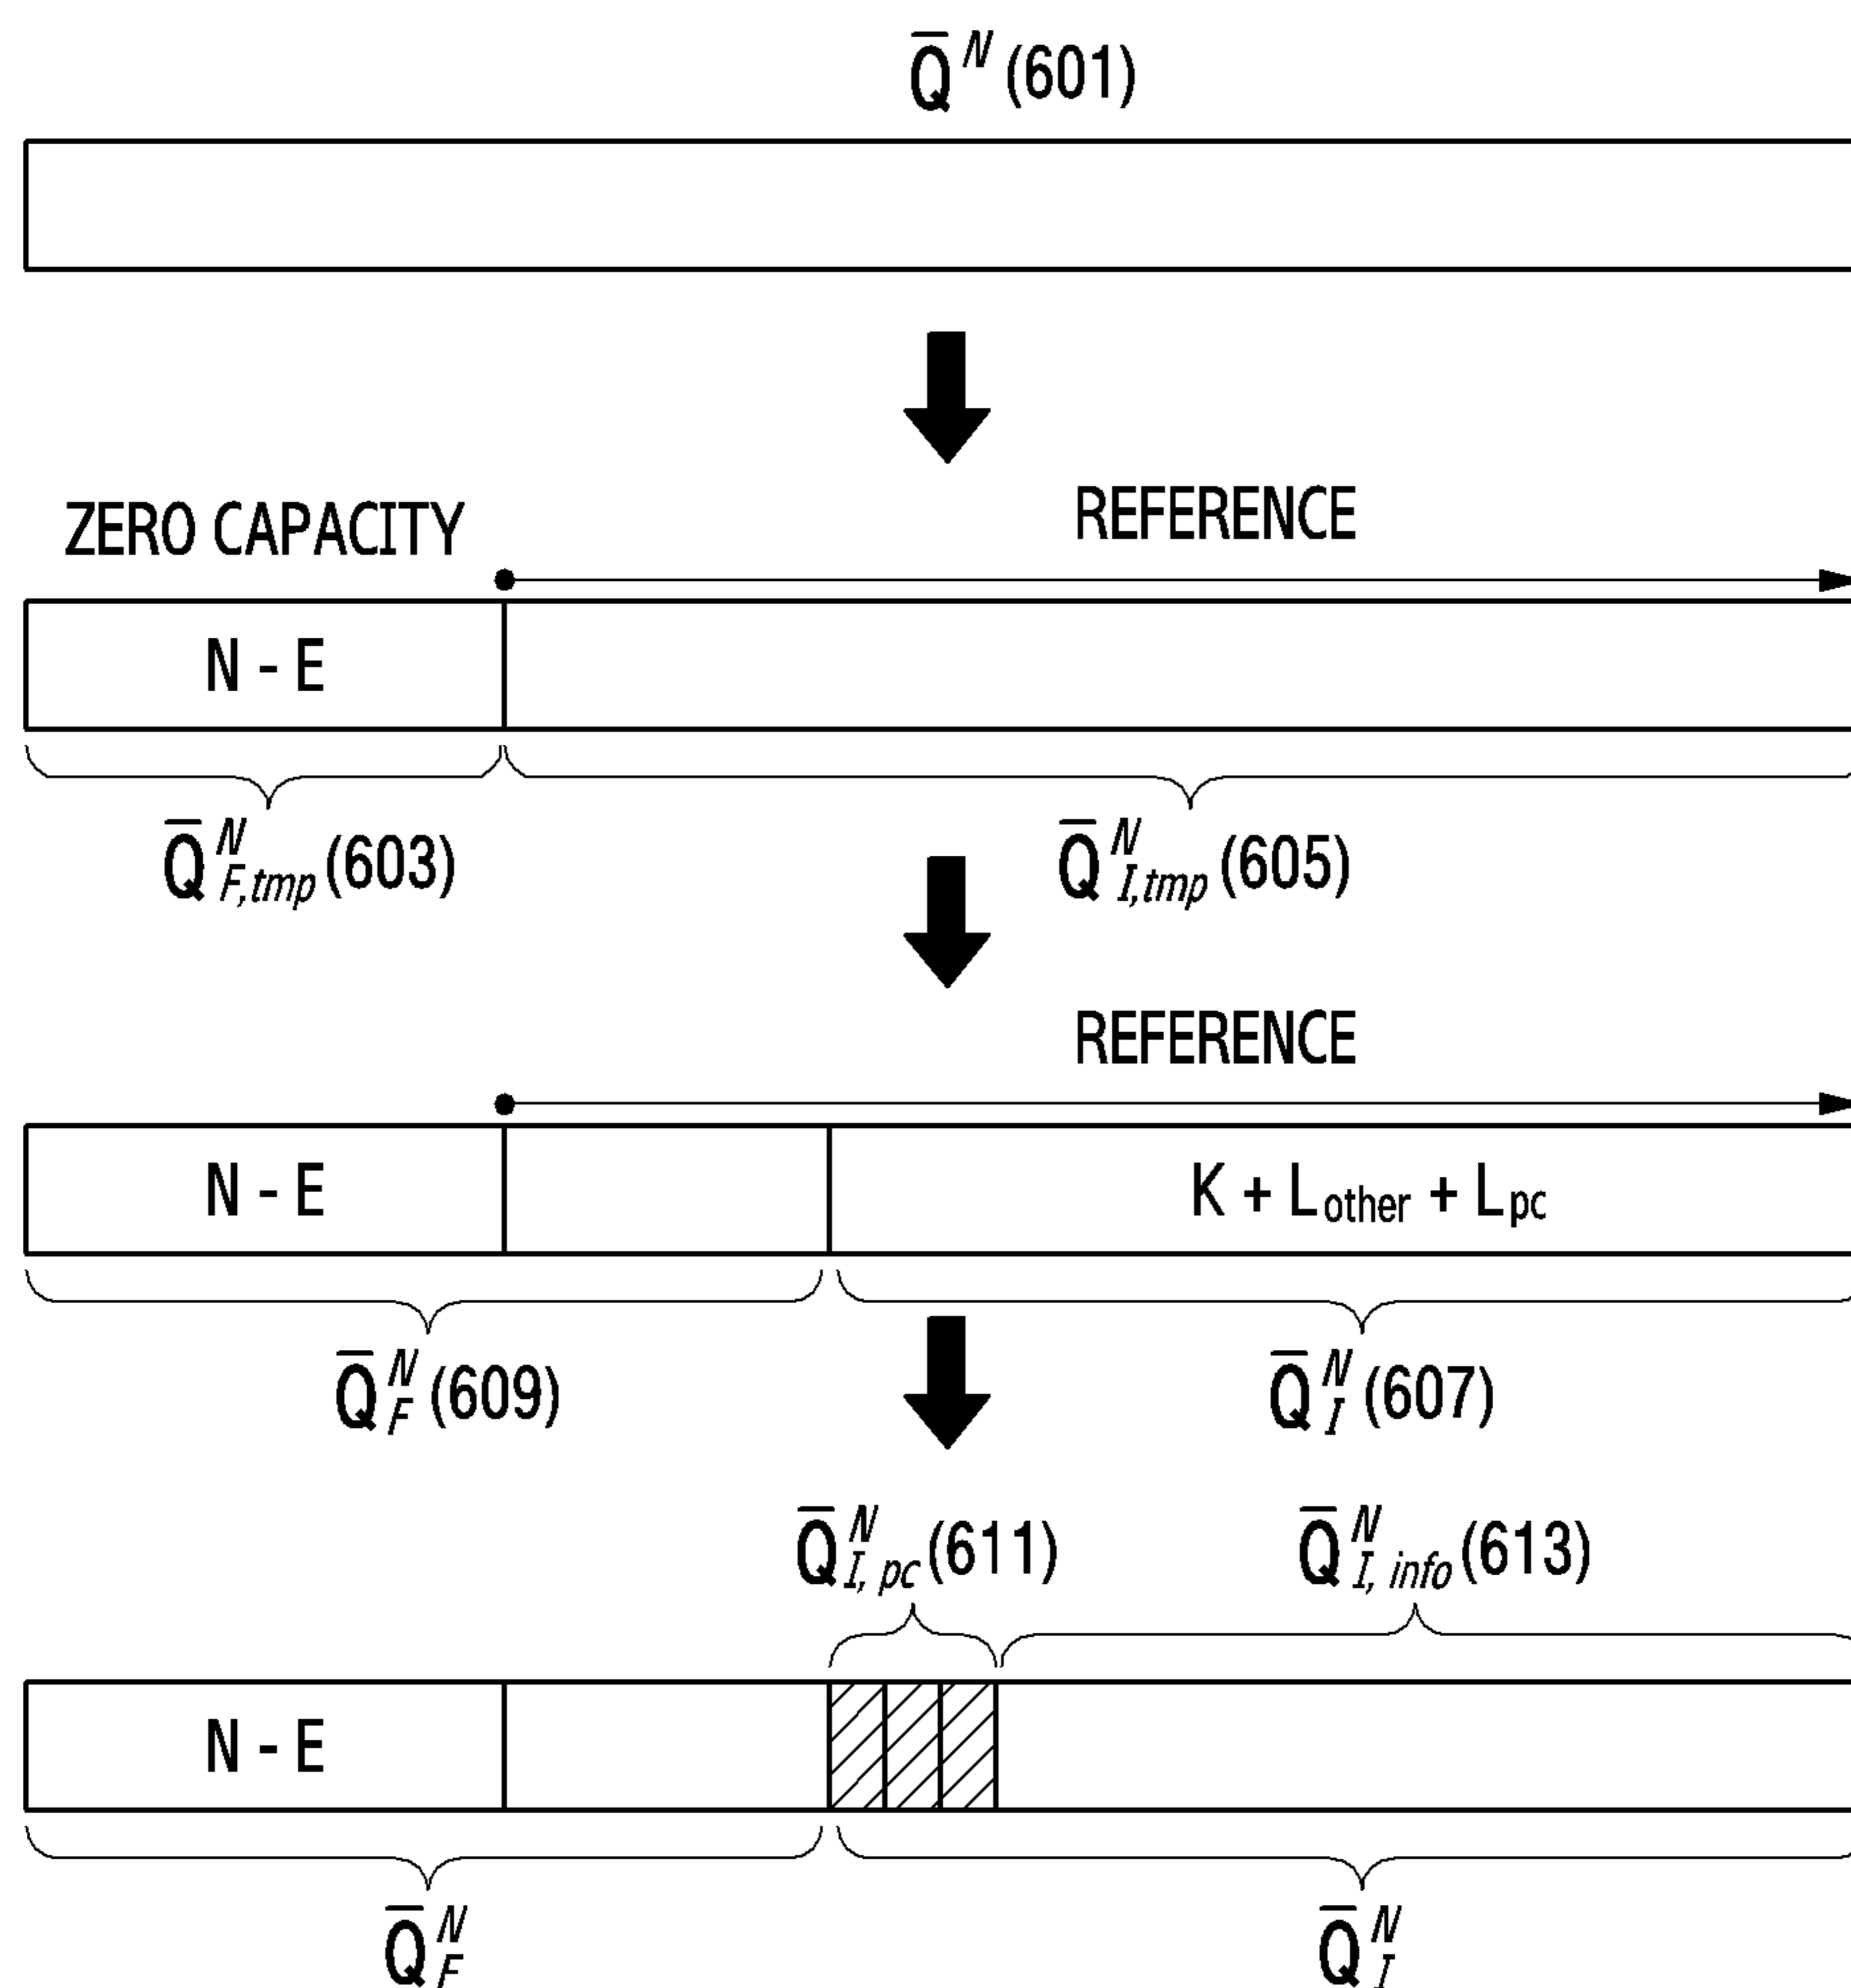 Q̄^N (601)
REFERENCE
ZERO CAPACITY
N - E
Q̄^N_F,tmp (603) Q̄^N_I,tmp (605)
REFERENCE
N - E K + L_other + L_pc
Q̄^N_F (609) Q̄^N_I (607)
Q̄^N_I, pc (611) Q̄^N_I, info (613)
N - E
Q̄^N_F Q̄^N_I